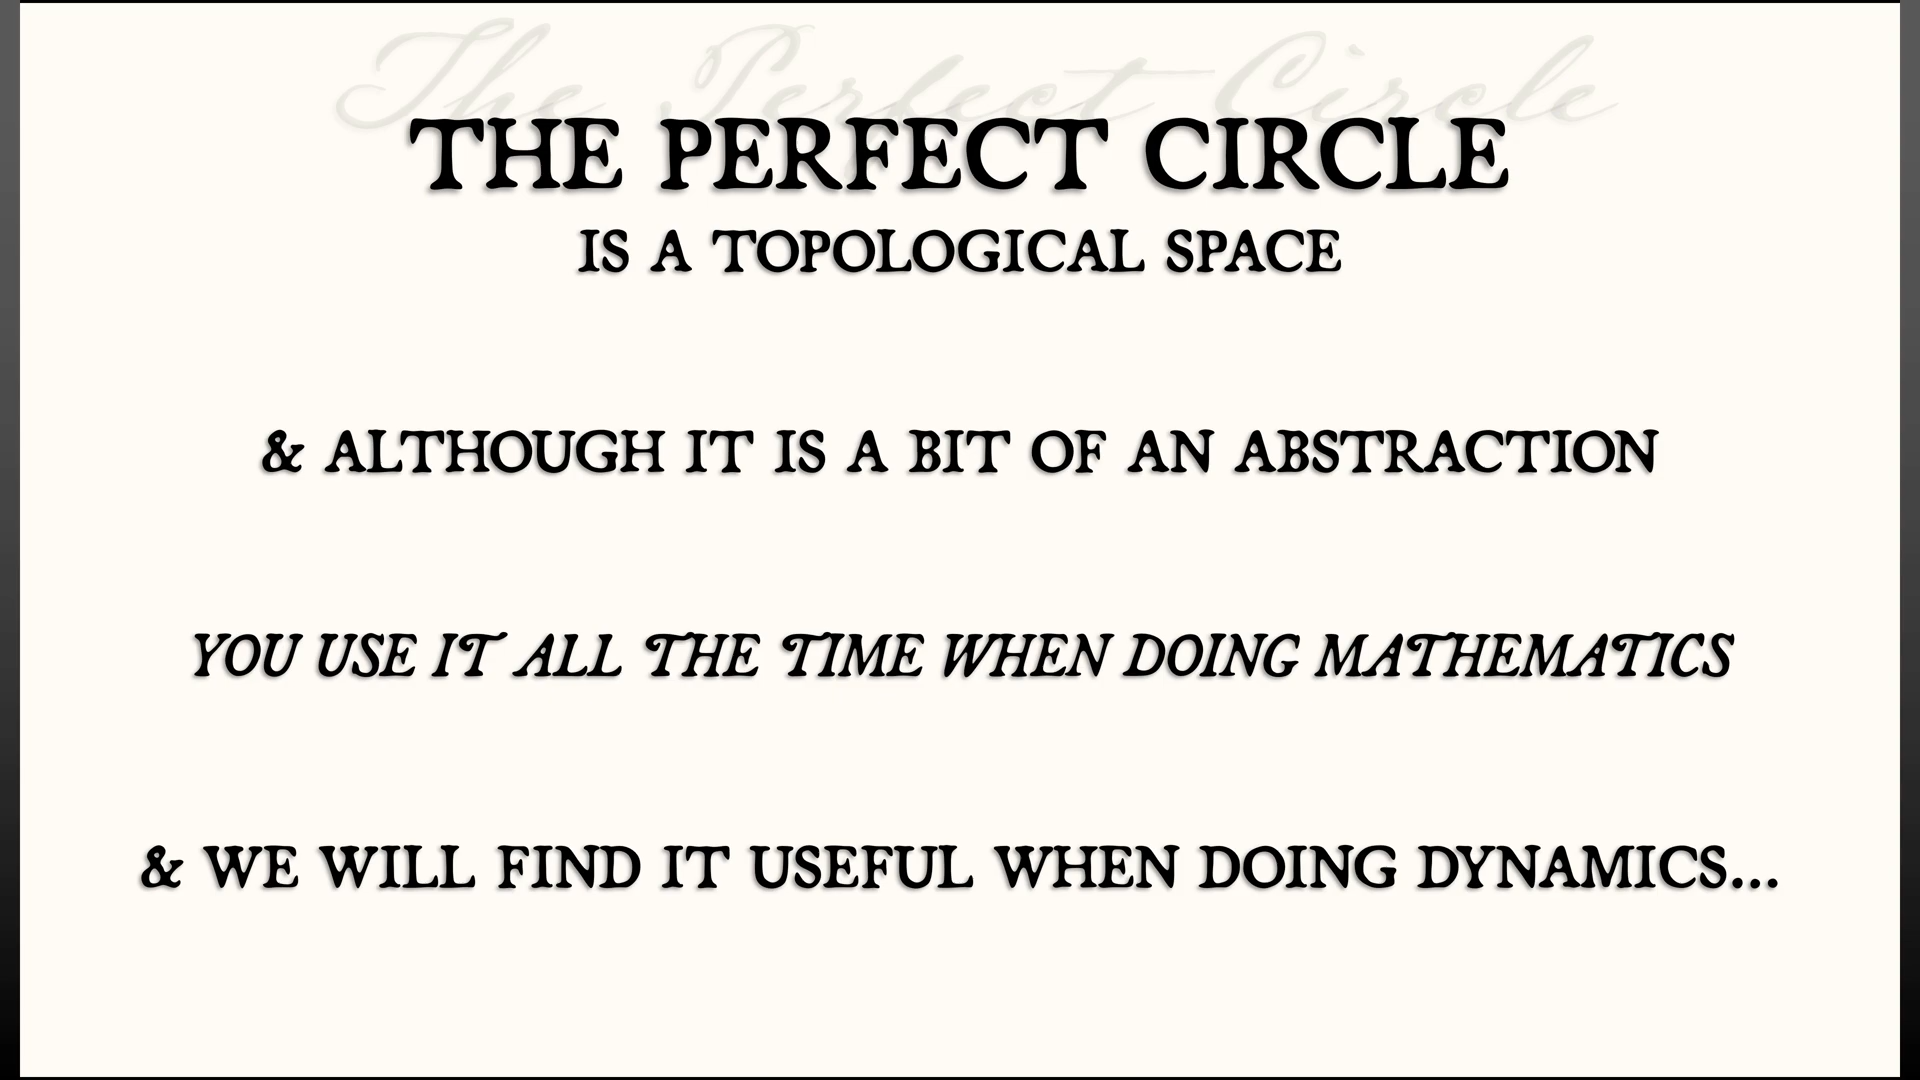 The Perfect Circle
THE PERFECT CIRCLE
IS A TOPOLOGICAL SPACE
& ALTHOUGH IT IS A BIT OF AN ABSTRACTION
YOU USE IT ALL THE TIME WHEN DOING MATHEMATICS
& WE WILL FIND IT USEFUL WHEN DOING DYNAMICS...